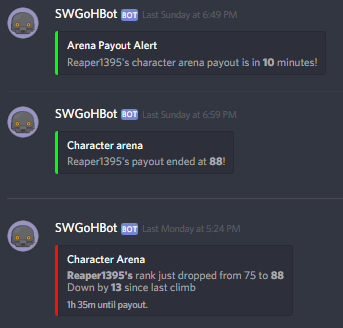 SWGoHBot BOT Last Sunday at 6:49 PM
Arena Payout Alert
Reaper1395's character arena payout is in 10 minutes!
SWGoHBot BOT Last Sunday at 6:59 PM
Character arena
Reaper1395's payout ended at 88!
SWGoHBot BOT Last Monday at 5:24 PM
Character Arena
Reaper1395's rank just dropped from 75 to 88
Down by 13 since last climb
1h 35m until payout.